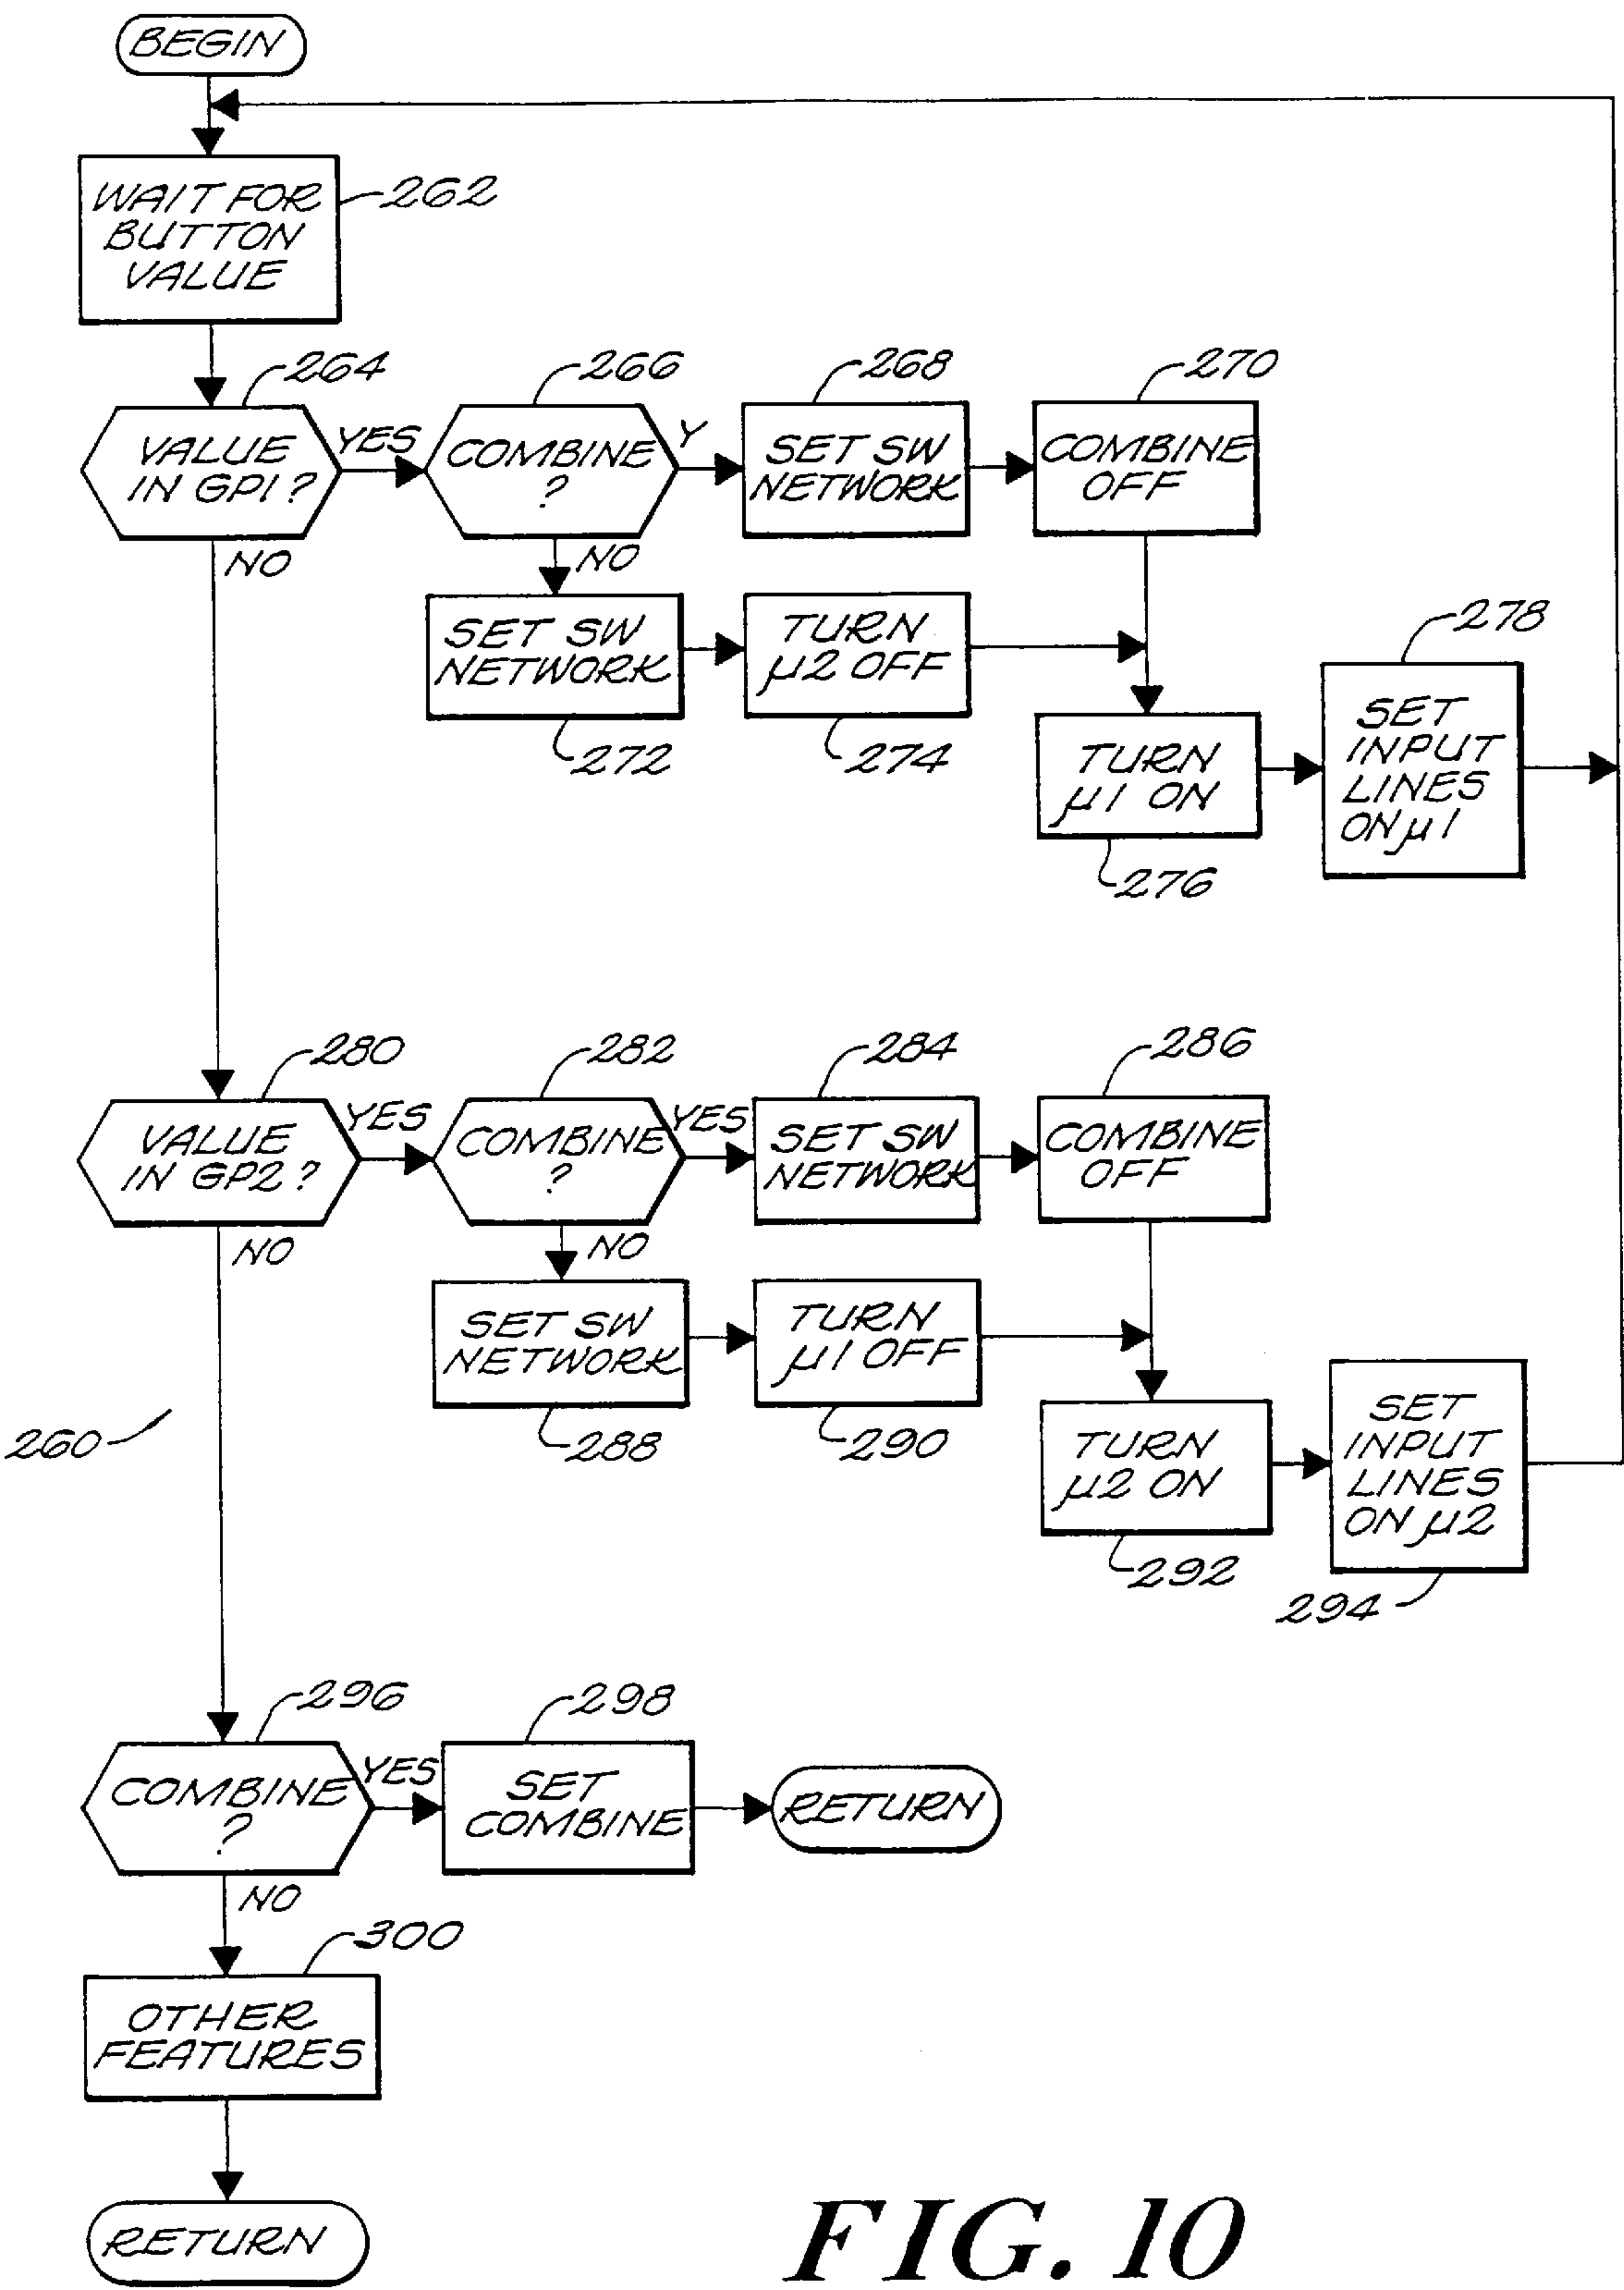 BEGIN
WAIT FOR
BUTTON
VALUE
262
264
VALUE
IN GP1?
YES
NO
266
COMBINE
?
Y
NO
268
SET SW
NETWORK
270
COMBINE
OFF
SET SW
NETWORK
272
TURN
µ2 OFF
274
TURN
µ1 ON
276
278
SET
INPUT
LINES
ON µ1
280
VALUE
IN GP2?
YES
NO
282
COMBINE
?
YES
NO
284
SET SW
NETWORK
286
COMBINE
OFF
SET SW
NETWORK
288
TURN
µ1 OFF
290
TURN
µ2 ON
292
SET
INPUT
LINES
ON µ2
294
260
296
COMBINE
?
YES
NO
298
SET
COMBINE
RETURN
300
OTHER
FEATURES
RETURN
FIG. 10